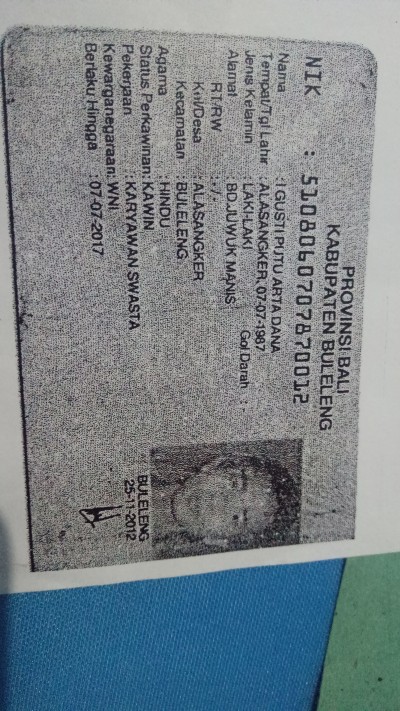 PROVINSI BALI
KABUPATEN BULELENG
NIK : 5108060707870012
Nama : I GUSTI PUTU ARTA DANA
Tempat/Tgl Lahir : ALASANGKER, 07-07-1987
Jenis Kelamin : LAKI-LAKI Gol Darah : -
Alamat : BD.JUWUK MANIS
RT/RW : -/-
Kel/Desa : ALASANGKER
Kecamatan : BULELENG
Agama : HINDU
Status Perkawinan: KAWIN
Pekerjaan : KARYAWAN SWASTA
Kewarganegaraan: WNI
Berlaku Hingga : 07-07-2017
BULELENG
25-11-2012